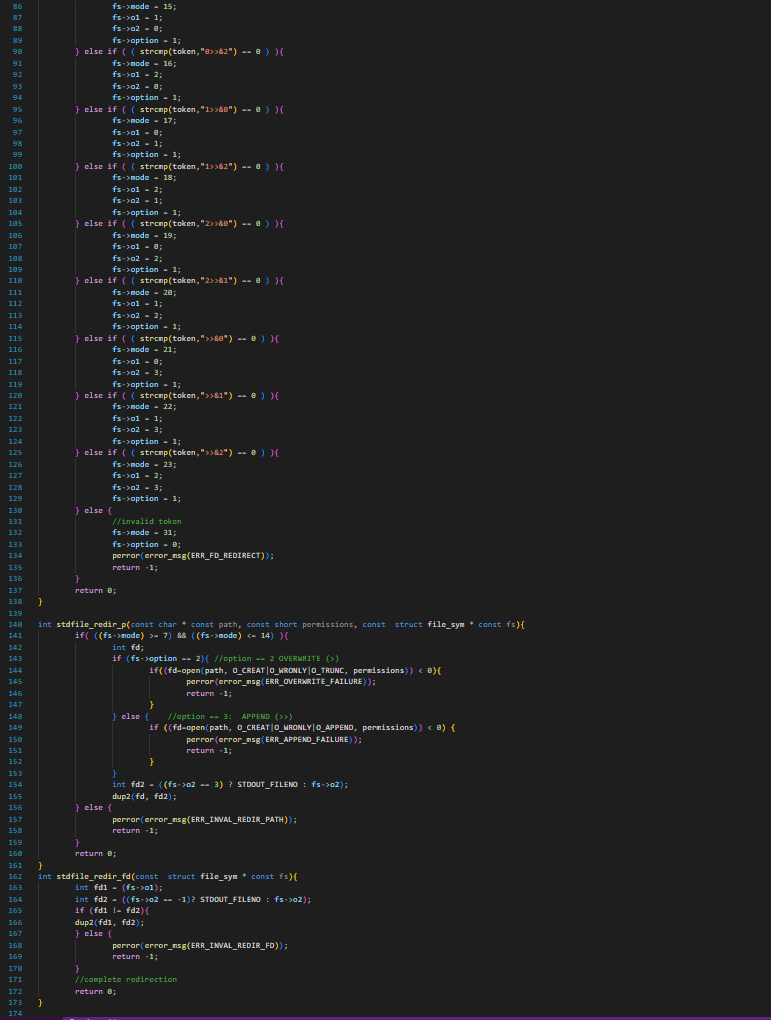 86 fs->mode = 15;
87 fs->o1 = 1;
88 fs->o2 = 0;
89 fs->option = 1;
90 } else if ( ( strcmp(token,"0>>&2") == 0 ) ){
91 fs->mode = 16;
92 fs->o1 = 2;
93 fs->o2 = 0;
94 fs->option = 1;
95 } else if ( ( strcmp(token,"1>>&0") == 0 ) ){
96 fs->mode = 17;
97 fs->o1 = 0;
98 fs->o2 = 1;
99 fs->option = 1;
100 } else if ( ( strcmp(token,"1>>&2") == 0 ) ){
101 fs->mode = 18;
102 fs->o1 = 2;
103 fs->o2 = 1;
104 fs->option = 1;
105 } else if ( ( strcmp(token,"2>>&0") == 0 ) ){
106 fs->mode = 19;
107 fs->o1 = 0;
108 fs->o2 = 2;
109 fs->option = 1;
110 } else if ( ( strcmp(token,"2>>&1") == 0 ) ){
111 fs->mode = 20;
112 fs->o1 = 1;
113 fs->o2 = 2;
114 fs->option = 1;
115 } else if ( ( strcmp(token,">>&0") == 0 ) ){
116 fs->mode = 21;
117 fs->o1 = 0;
118 fs->o2 = 3;
119 fs->option = 1;
120 } else if ( ( strcmp(token,">>&1") == 0 ) ){
121 fs->mode = 22;
122 fs->o1 = 1;
123 fs->o2 = 3;
124 fs->option = 1;
125 } else if ( ( strcmp(token,">>&2") == 0 ) ){
126 fs->mode = 23;
127 fs->o1 = 2;
128 fs->o2 = 3;
129 fs->option = 1;
130 } else {
131 //invalid token
132 fs->mode = 31;
133 fs->option = 0;
134 perror(error_msg(ERR_FD_REDIRECT));
135 return -1;
136 }
137 return 0;
138 }
139
140 int stdfile_redir_p(const char * const path, const short permissions, const  struct file_sym * const fs){
141 if( ((fs->mode) >= 7) && ((fs->mode) <= 14) ){
142 int fd;
143 if (fs->option == 2){ //option == 2 OVERWRITE (>)
144 if((fd=open(path, O_CREAT|O_WRONLY|O_TRUNC, permissions)) < 0){
145 perror(error_msg(ERR_OVERWRITE_FAILURE));
146 return -1;
147 }
148 } else {    //option == 3:  APPEND (>>)
149 if ((fd=open(path, O_CREAT|O_WRONLY|O_APPEND, permissions)) < 0) {
150 perror(error_msg(ERR_APPEND_FAILURE));
151 return -1;
152 }
153 }
154 int fd2 = ((fs->o2 == 3) ? STDOUT_FILENO : fs->o2);
155 dup2(fd, fd2);
156 } else {
157 perror(error_msg(ERR_INVAL_REDIR_PATH));
158 return -1;
159 }
160 return 0;
161 }
162 int stdfile_redir_fd(const  struct file_sym * const fs){
163 int fd1 = (fs->o1);
164 int fd2 = ((fs->o2 == -1)? STDOUT_FILENO : fs->o2);
165 if (fd1 != fd2){
166 dup2(fd1, fd2);
167 } else {
168 perror(error_msg(ERR_INVAL_REDIR_FD));
169 return -1;
170 }
171 //complete redirection
172 return 0;
173 }
174